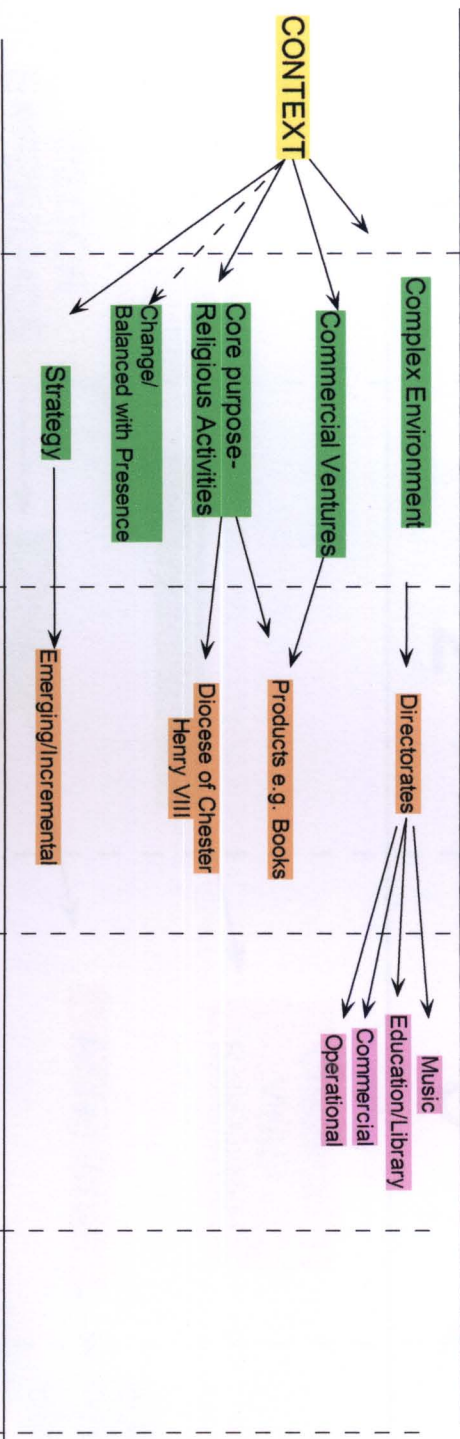 CONTEXT
Complex Environment
Commercial Ventures
Core purpose-
Religious Activities
Change/
Balanced with Presence
Strategy
Directorates
Products e.g. Books
Diocese of Chester
Henry VIII
Emerging/Incremental
Music
Education/Library
Commercial
Operational